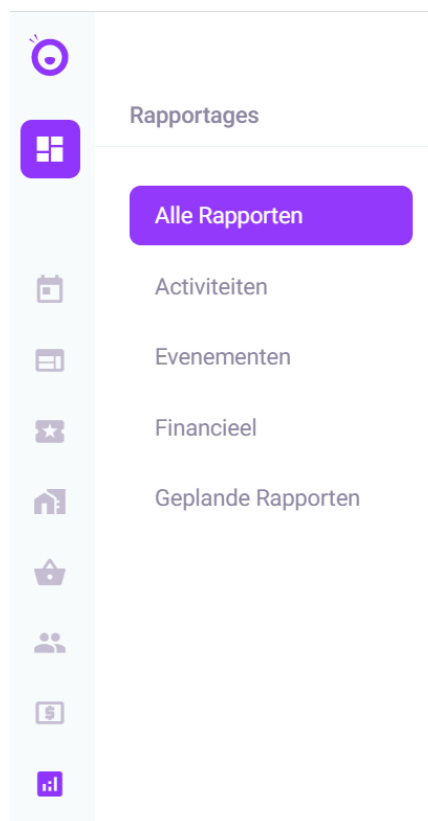 Rapportages
Alle Rapporten
Activiteiten
Evenementen
Financieel
Geplande Rapporten